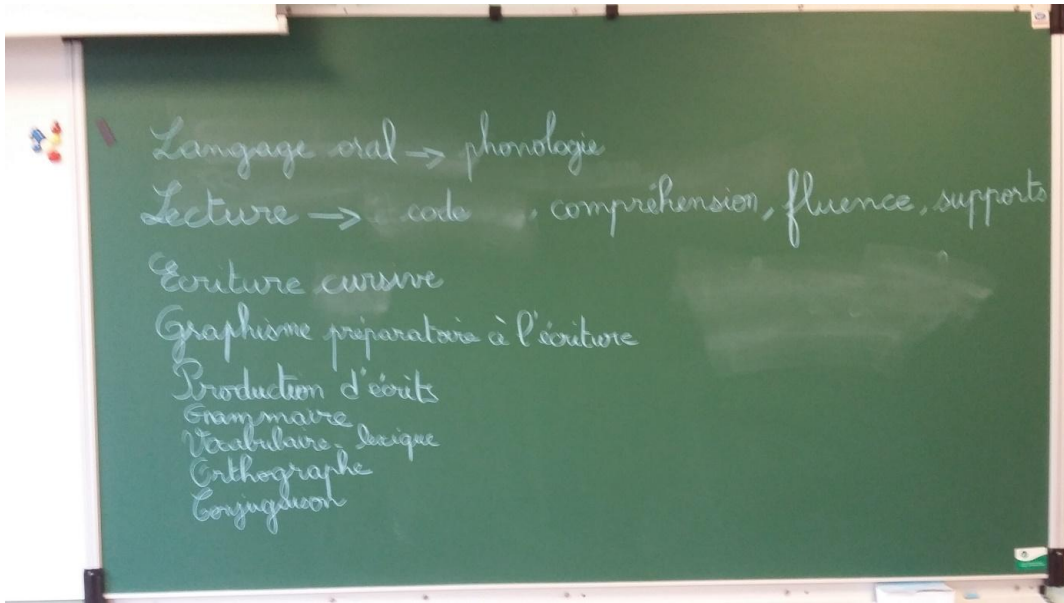 Langage oral → phonologie
Lecture → code, compréhension, fluence, supports
Ecriture cursive
Graphisme préparatoire à l'écriture
Production d'écrits
Grammaire
Vocabulaire, lexique
Orthographe
Conjugaison